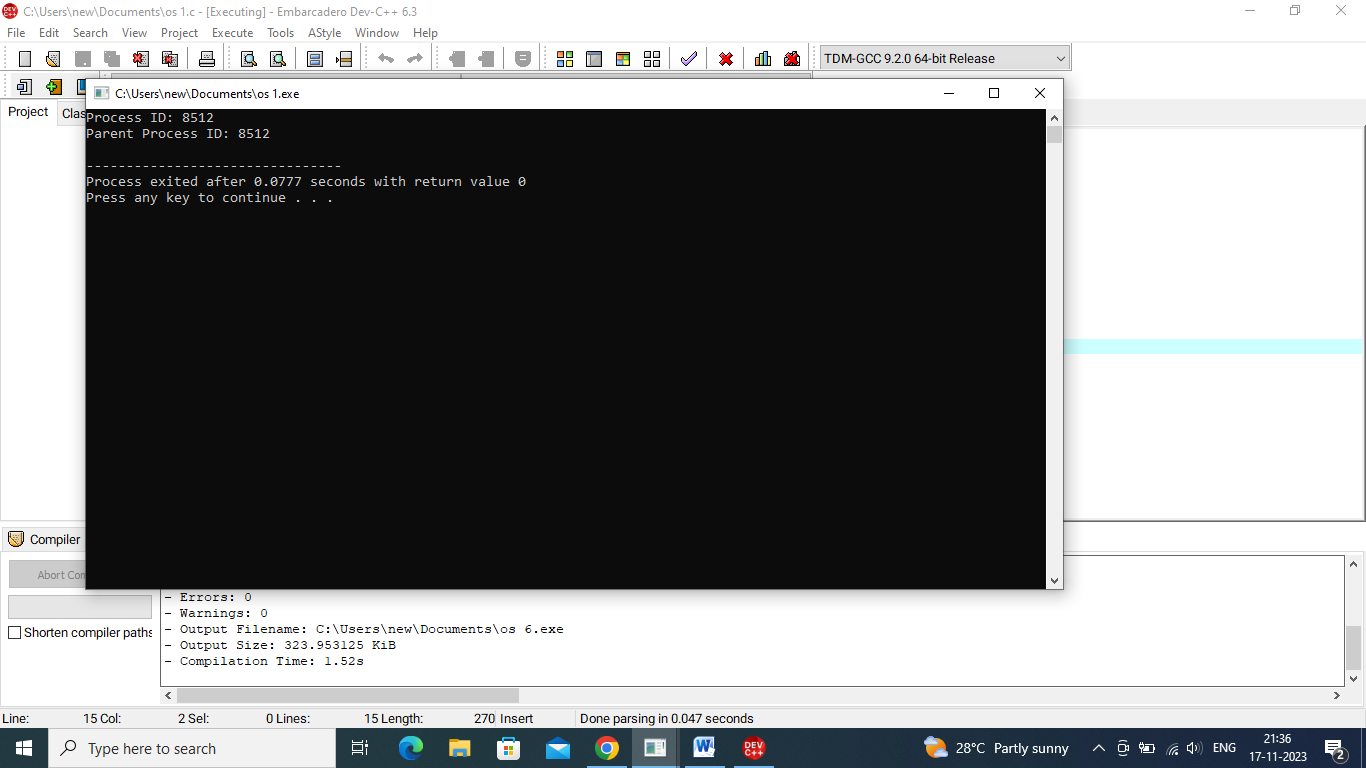 C:\Users\new\Documents\os 1.c - [Executing] - Embarcadero Dev-C++ 6.3
File Edit Search View Project Execute Tools AStyle Window Help
TDM-GCC 9.2.0 64-bit Release
C:\Users\new\Documents\os 1.exe
Project Clas
Process ID: 8512
Parent Process ID: 8512
--------------------------------
Process exited after 0.0777 seconds with return value 0
Press any key to continue . . .
Compiler
Abort Com
Shorten compiler paths
- Errors: 0
- Warnings: 0
- Output Filename: C:\Users\new\Documents\os 6.exe
- Output Size: 323.953125 KiB
- Compilation Time: 1.52s
Line: 15 Col: 2 Sel: 0 Lines: 15 Length: 270 Insert Done parsing in 0.047 seconds
Type here to search
DEV C++
28°C Partly sunny
ENG
21:36
17-11-2023
2